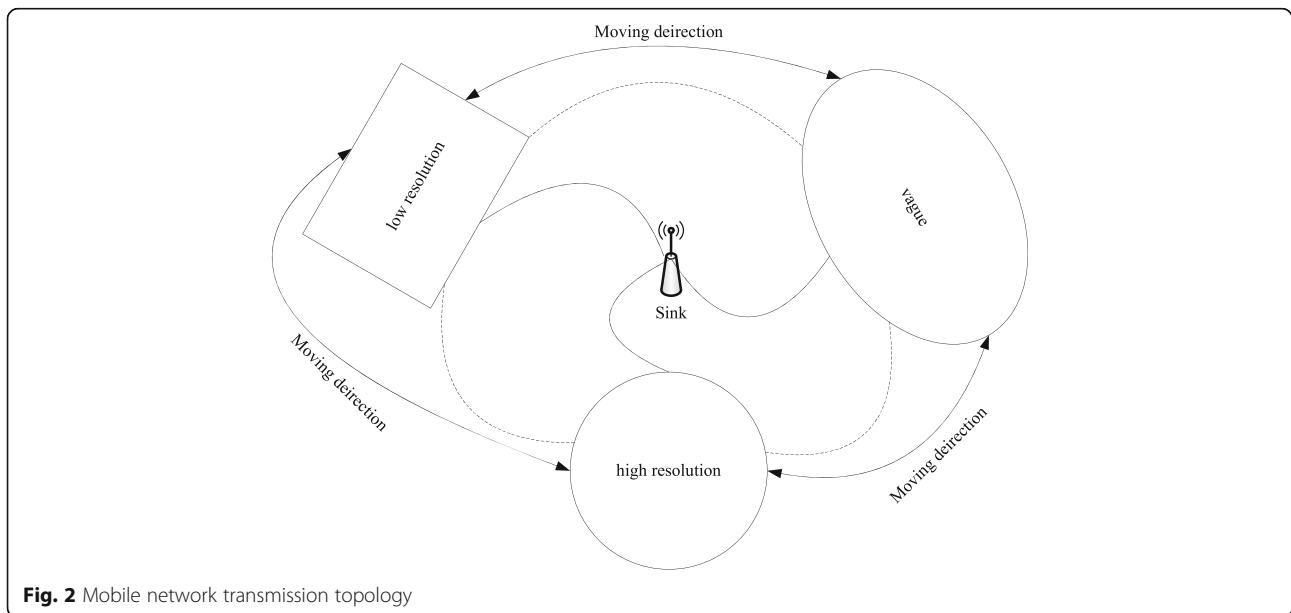 Moving deirection
low resolution
vague
Sink
Moving deirection
high resolution
Moving deirection
Fig. 2 Mobile network transmission topology